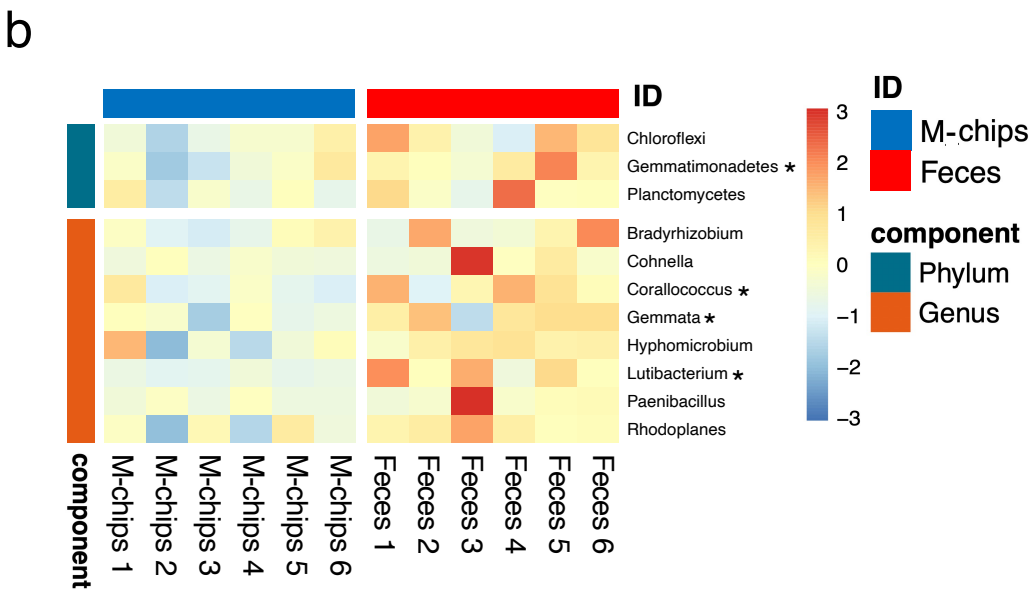 b
ID
Chloroflexi
Gemmatimonadetes *
Planctomycetes
Bradyrhizobium
Cohnella
Corallococcus *
Gemmata *
Hyphomicrobium
Lutibacterium *
Paenibacillus
Rhodoplanes
component
M-chips 1
M-chips 2
M-chips 3
M-chips 4
M-chips 5
M-chips 6
Feces 1
Feces 2
Feces 3
Feces 4
Feces 5
Feces 6
3
2
1
0
−1
−2
−3
ID
M-chips
Feces
component
Phylum
Genus